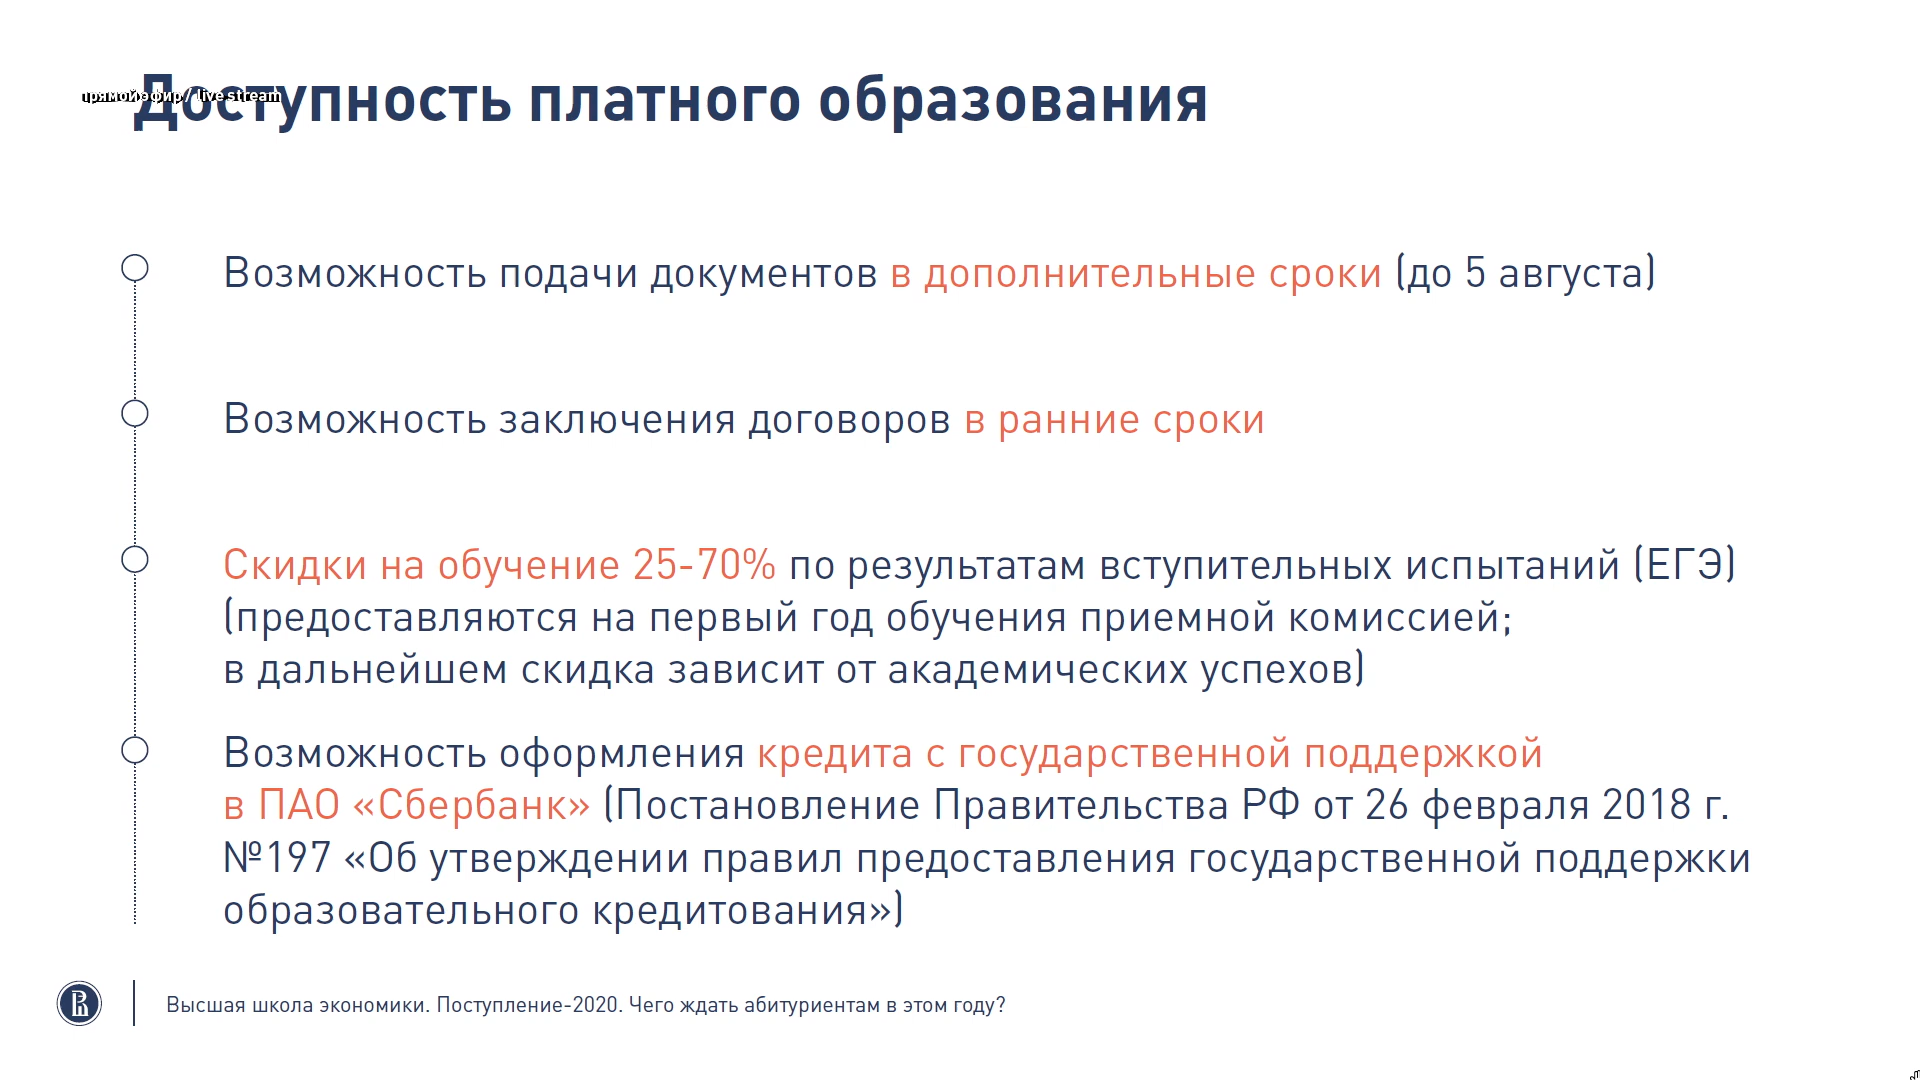 Доступность платного образования
прямой эфир / live stream
Возможность подачи документов в дополнительные сроки (до 5 августа)
Возможность заключения договоров в ранние сроки
Скидки на обучение 25-70% по результатам вступительных испытаний (ЕГЭ)
(предоставляются на первый год обучения приемной комиссией;
в дальнейшем скидка зависит от академических успехов)
Возможность оформления кредита с государственной поддержкой
в ПАО «Сбербанк» (Постановление Правительства РФ от 26 февраля 2018 г.
№197 «Об утверждении правил предоставления государственной поддержки
образовательного кредитования»)
Высшая школа экономики. Поступление-2020. Чего ждать абитуриентам в этом году?